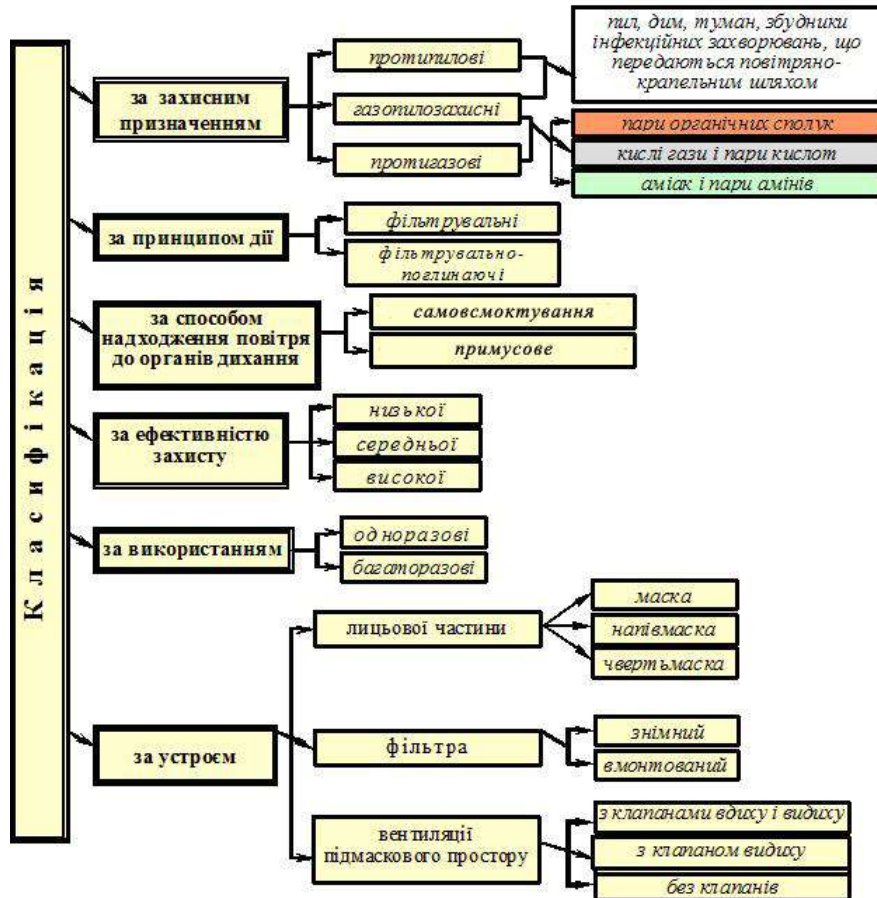 Класифікація
за захисним
призначенням
протипилові
газопилозахисні
протигазові
пил, дим, туман, збудники
інфекційних захворювань, що
передаються повітряно-
крапельним шляхом
пари органічних сполук
кислі гази і пари кислот
аміак і пари амінів
за принципом дії
фільтрувальні
фільтрувально-
поглинаючі
за способом
надходження повітря
до органів дихання
самовсмоктування
примусове
за ефективністю
захисту
низької
середньої
високої
за використанням
одноразові
багаторазові
за устроєм
лицьової частини
маска
напівмаска
чвертьмаска
фільтра
знімний
вмонтований
вентиляції
підмаскового простору
з клапанами вдиху і видиху
з клапаном видиху
без клапанів